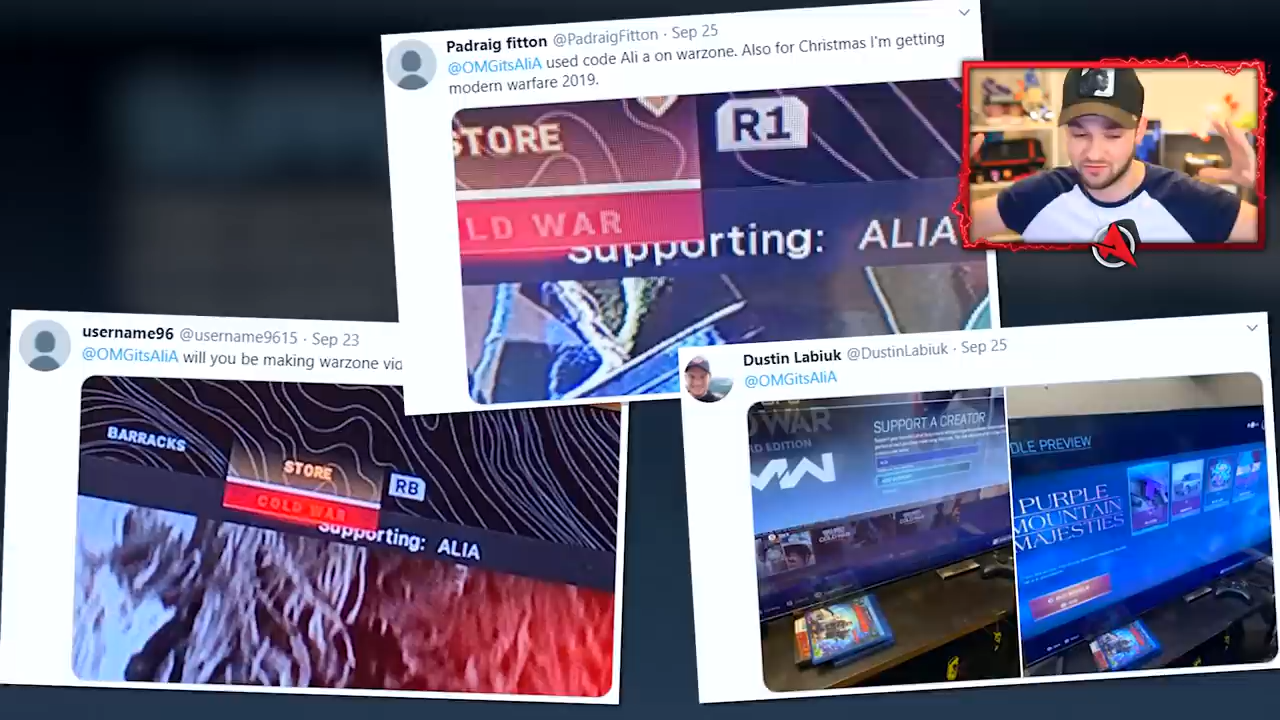 Padraig fitton @PadraigFitton · Sep 25
@OMGitsAliA used code Ali a on warzone. Also for Christmas I'm getting
modern warfare 2019.
STORE
R1
LD WAR
Supporting: ALIA
username96 @username9615 · Sep 23
@OMGitsAliA will you be making warzone vid
BARRACKS
STORE
RB
COLD WAR
Supporting: ALIA
Dustin Labiuk @DustinLabiuk · Sep 25
@OMGitsAliA
WAR
EDITION
SUPPORT A CREATOR
MW
DLE PREVIEW
PURPLE
MOUNTAIN
MAJESTIES